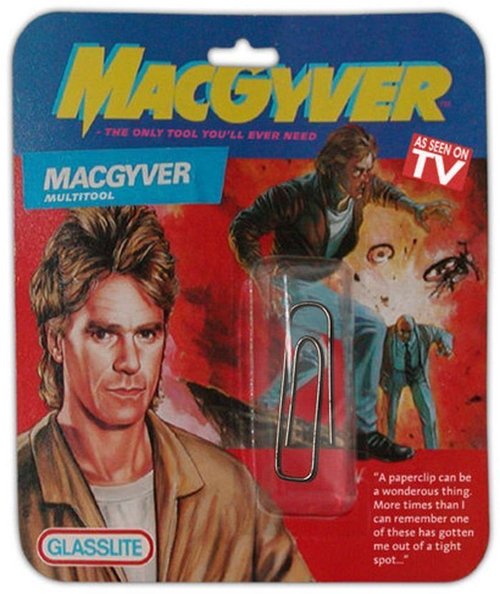 MACGYVER™
- THE ONLY TOOL YOU'LL EVER NEED
AS SEEN ON
TV
MACGYVER
MULTITOOL
"A paperclip can be
a wonderous thing.
More times than I
can remember one
of these has gotten
me out of a tight
spot..."
GLASSLITE